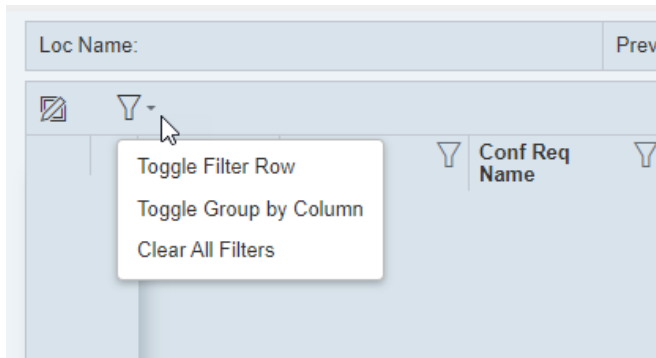 Loc Name:
Prev
Toggle Filter Row
Toggle Group by Column
Clear All Filters
Conf Req
Name